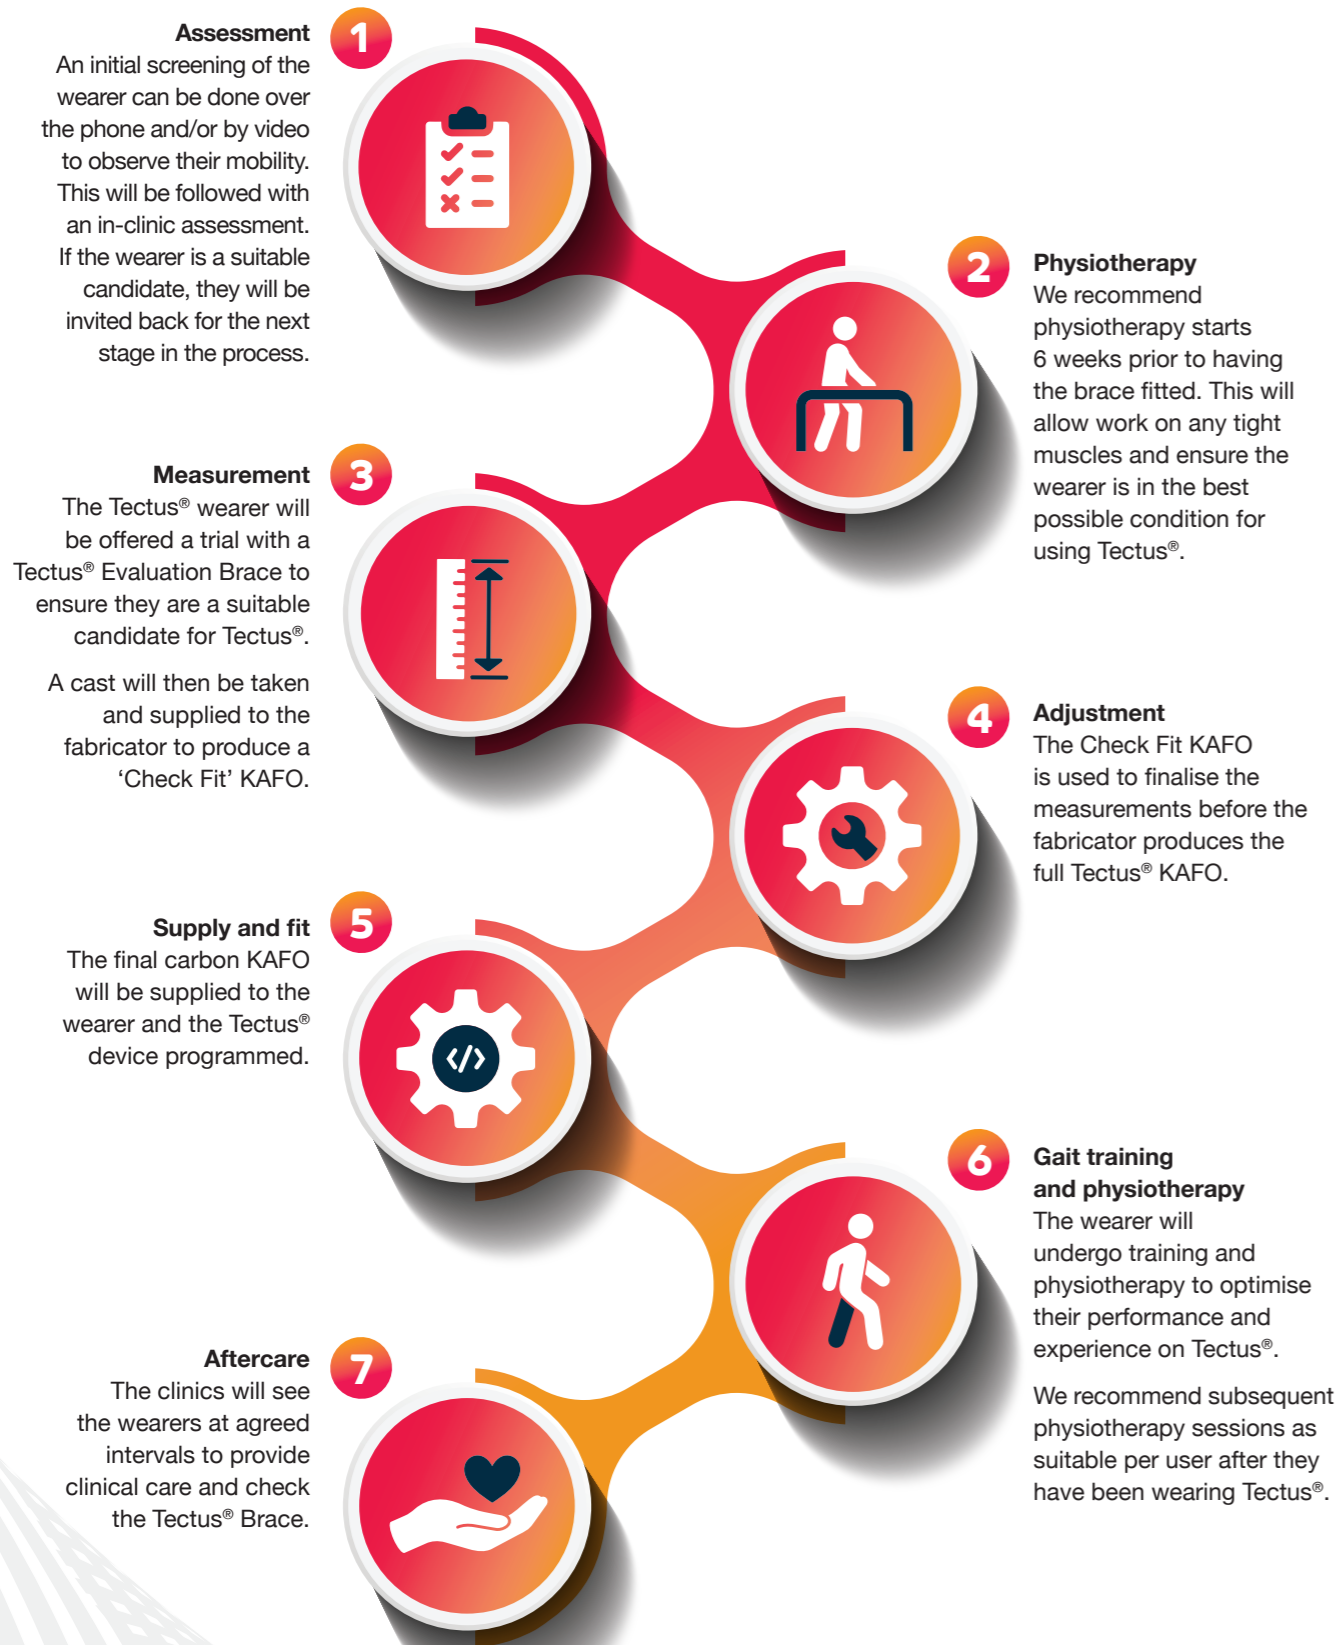 1
Assessment
An initial screening of the
wearer can be done over
the phone and/or by video
to observe their mobility.
This will be followed with
an in-clinic assessment.
If the wearer is a suitable
candidate, they will be
invited back for the next
stage in the process.
2
Physiotherapy
We recommend
physiotherapy starts
6 weeks prior to having
the brace fitted. This will
allow work on any tight
muscles and ensure the
wearer is in the best
possible condition for
using Tectus®.
3
Measurement
The Tectus® wearer will
be offered a trial with a
Tectus® Evaluation Brace to
ensure they are a suitable
candidate for Tectus®.
A cast will then be taken
and supplied to the
fabricator to produce a
‘Check Fit’ KAFO.
4
Adjustment
The Check Fit KAFO
is used to finalise the
measurements before the
fabricator produces the
full Tectus® KAFO.
5
Supply and fit
The final carbon KAFO
will be supplied to the
wearer and the Tectus®
device programmed.
</>
6
Gait training
and physiotherapy
The wearer will
undergo training and
physiotherapy to optimise
their performance and
experience on Tectus®.
We recommend subsequent
physiotherapy sessions as
suitable per user after they
have been wearing Tectus®.
7
Aftercare
The clinics will see
the wearers at agreed
intervals to provide
clinical care and check
the Tectus® Brace.